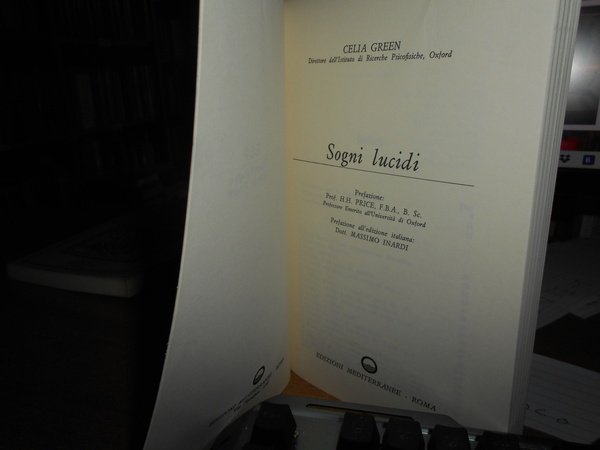 CELIA GREEN
Direttore dell'Istituto di Ricerche Psicofisiche, Oxford
Sogni lucidi
Prefazione:
Prof. H.H. PRICE, F.B.A., B. Sc.
Professore Emerito all'Università di Oxford
Prefazione all'edizione italiana:
Dott. MASSIMO INARDI
EDIZIONI MEDITERRANEE - ROMA